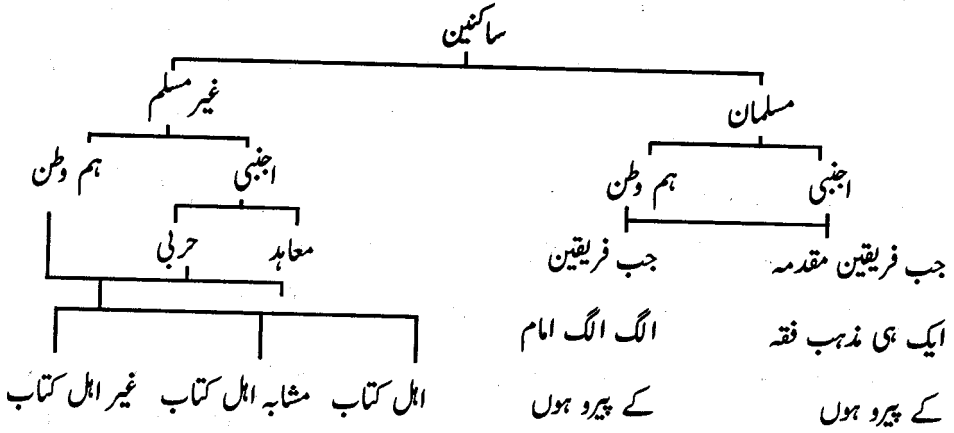 ساکنین
مسلمان
غیر مسلم
اجنبی
ہم وطن
اجنبی
ہم وطن
معاہد
حربی
جب فریقین مقدمہ
ایک ہی مذہب فقہ
کے پیرو ہوں
جب فریقین
الگ الگ امام
کے پیرو ہوں
اہل کتاب
مشابہ اہل کتاب
غیر اہل کتاب